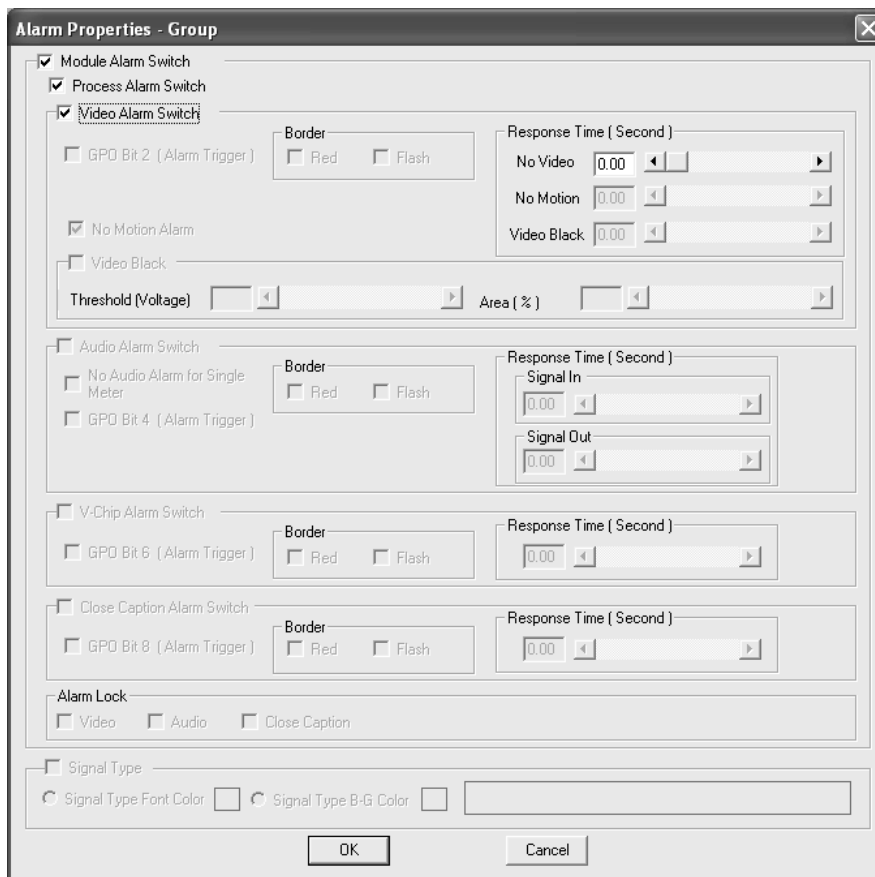 Alarm Properties - Group
Module Alarm Switch
Process Alarm Switch
Video Alarm Switch
GPO Bit 2 ( Alarm Trigger )
Border
Red
Flash
Response Time ( Second )
No Video 0.00
No Motion 0.00
Video Black 0.00
No Motion Alarm
Video Black
Threshold (Voltage)
Area ( % )
Audio Alarm Switch
No Audio Alarm for Single
Meter
GPO Bit 4 ( Alarm Trigger )
Border
Red
Flash
Response Time ( Second )
Signal In
0.00
Signal Out
0.00
V-Chip Alarm Switch
GPO Bit 6 ( Alarm Trigger )
Border
Red
Flash
Response Time ( Second )
0.00
Close Caption Alarm Switch
GPO Bit 8 ( Alarm Trigger )
Border
Red
Flash
Response Time ( Second )
0.00
Alarm Lock
Video
Audio
Close Caption
Signal Type
Signal Type Font Color
Signal Type B-G Color
OK
Cancel